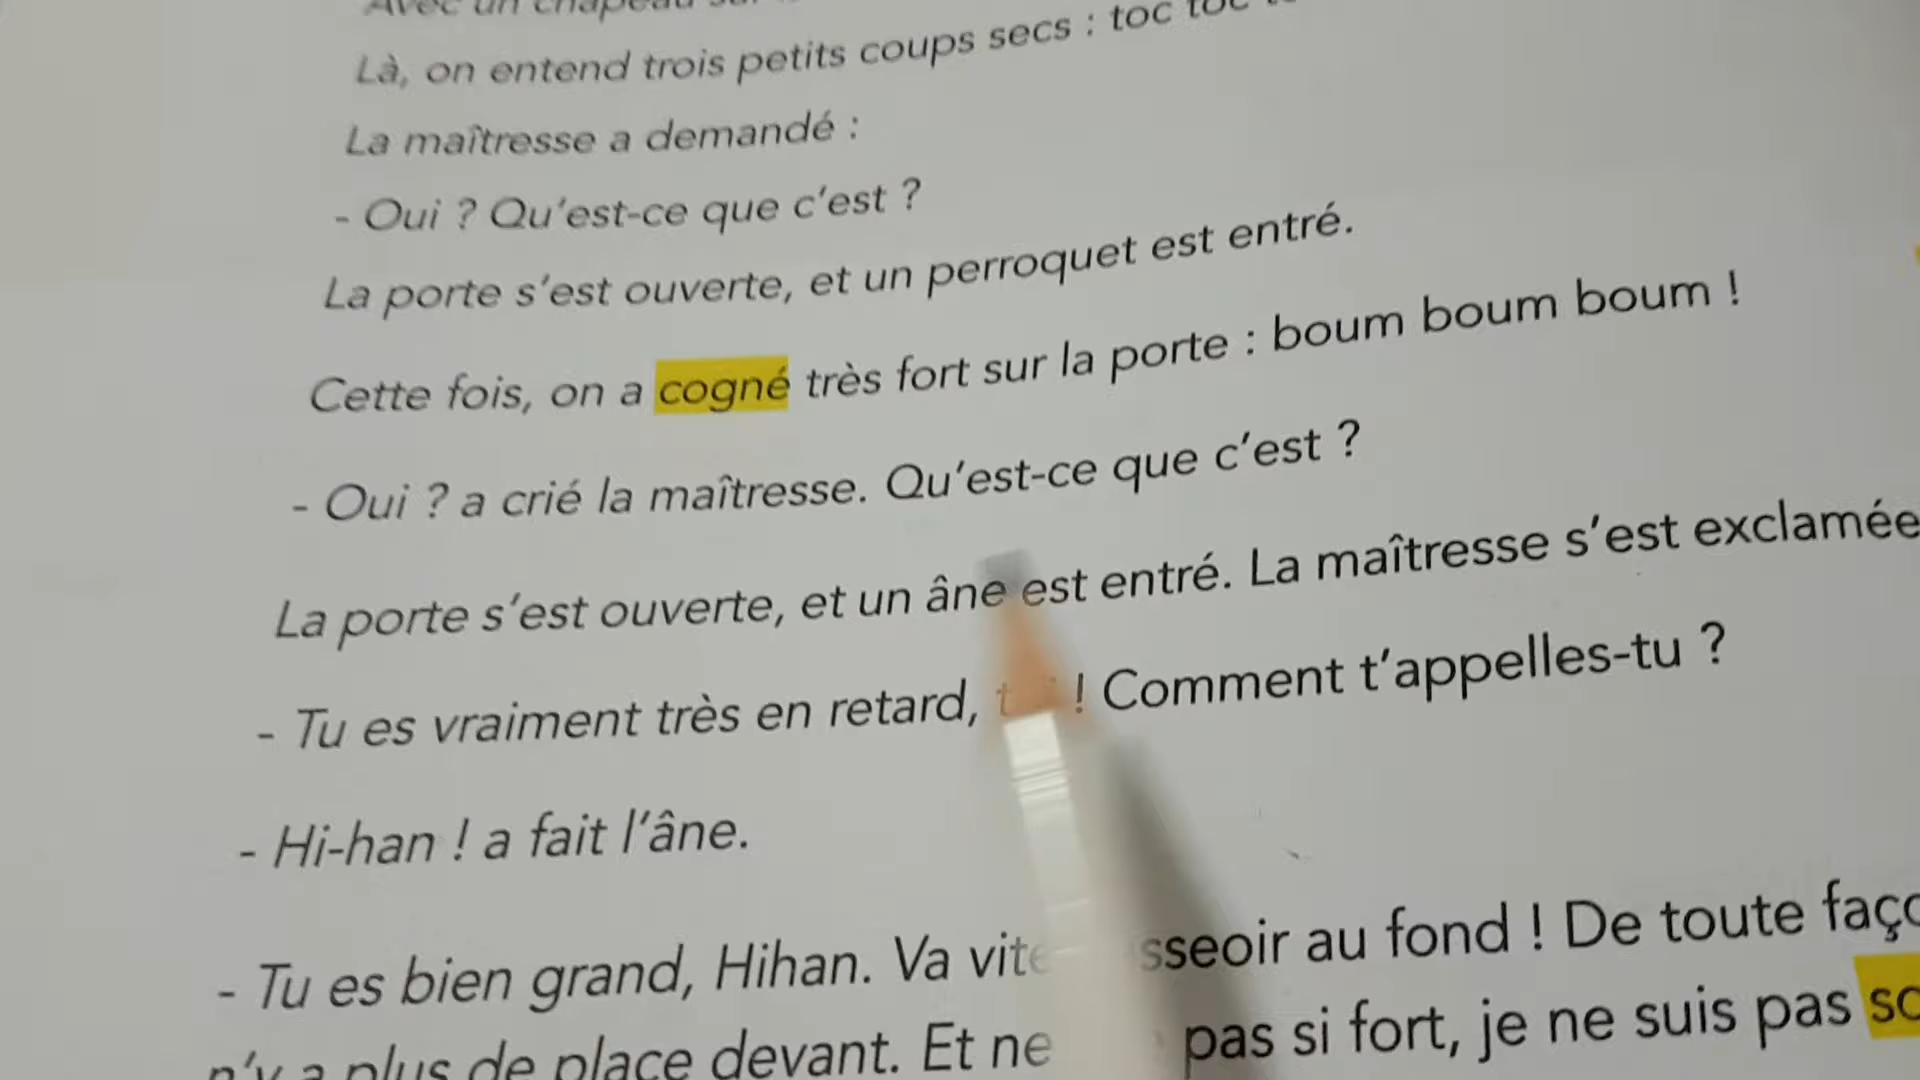 Avec un chapeau
Là, on entend trois petits coups secs : toc toc
La maîtresse a demandé :
- Oui ? Qu'est-ce que c'est ?
La porte s'est ouverte, et un perroquet est entré.
Cette fois, on a cogné très fort sur la porte : boum boum boum !
- Oui ? a crié la maîtresse. Qu'est-ce que c'est ?
La porte s'est ouverte, et un âne est entré. La maîtresse s'est exclamée
- Tu es vraiment très en retard, ! Comment t'appelles-tu ?
- Hi-han ! a fait l'âne.
- Tu es bien grand, Hihan. Va vite au fond ! De toute
n'y a plus de place devant. Et ne pas si fort, je ne suis pas